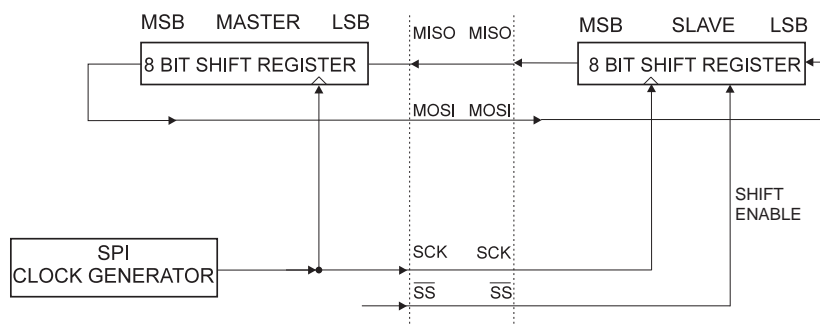 MSB MASTER LSB
8 BIT SHIFT REGISTER
MISO MISO
MSB SLAVE LSB
8 BIT SHIFT REGISTER
MOSI MOSI
SHIFT
ENABLE
SPI
CLOCK GENERATOR
SCK SCK
SS SS